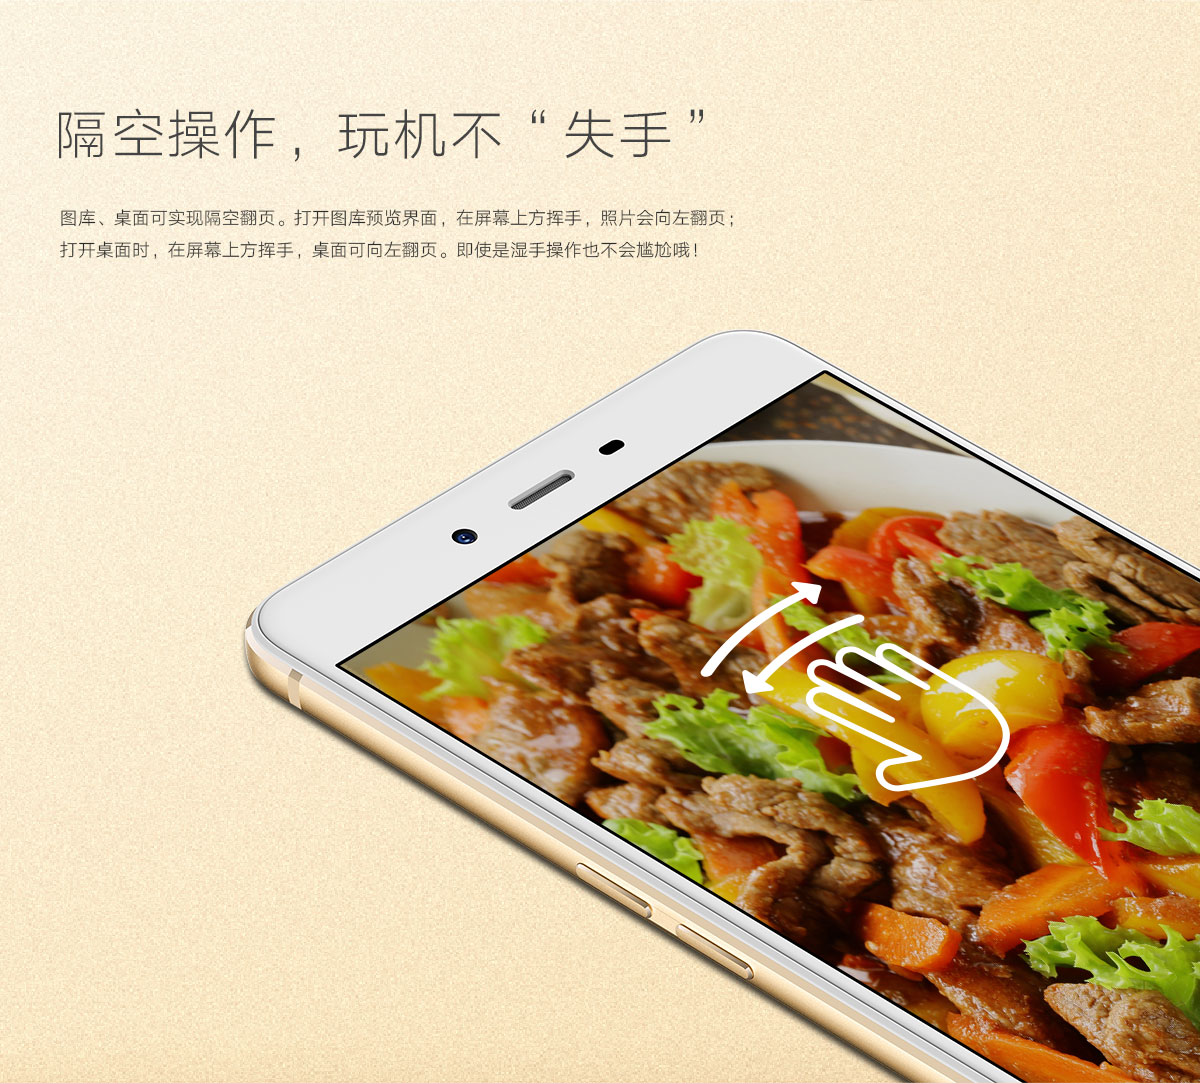 隔空操作，玩机不“失手”
图库、桌面可实现隔空翻页。打开图库预览界面，在屏幕上方挥手，照片会向左翻页；
打开桌面时，在屏幕上方挥手，桌面可向左翻页。即使是湿手操作也不会尴尬哦！